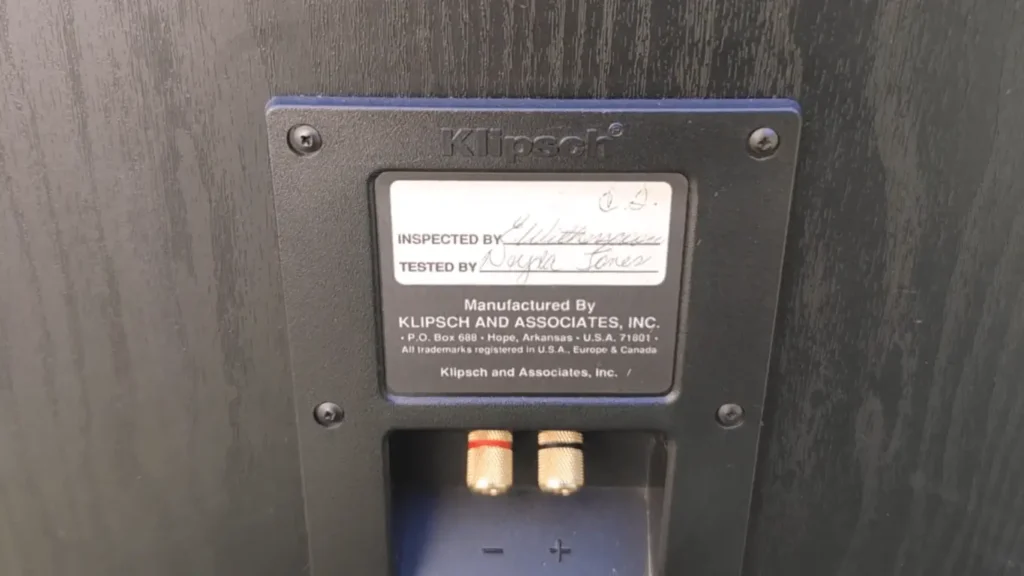 Klipsch®
INSPECTED BY
TESTED BY Jones
Manufactured By
KLIPSCH AND ASSOCIATES, INC.
• P.O. Box 688 • Hope, Arkansas • U.S.A. 71801 •
All trademarks registered in U.S.A., Europe & Canada
Klipsch and Associates, Inc. /
− +